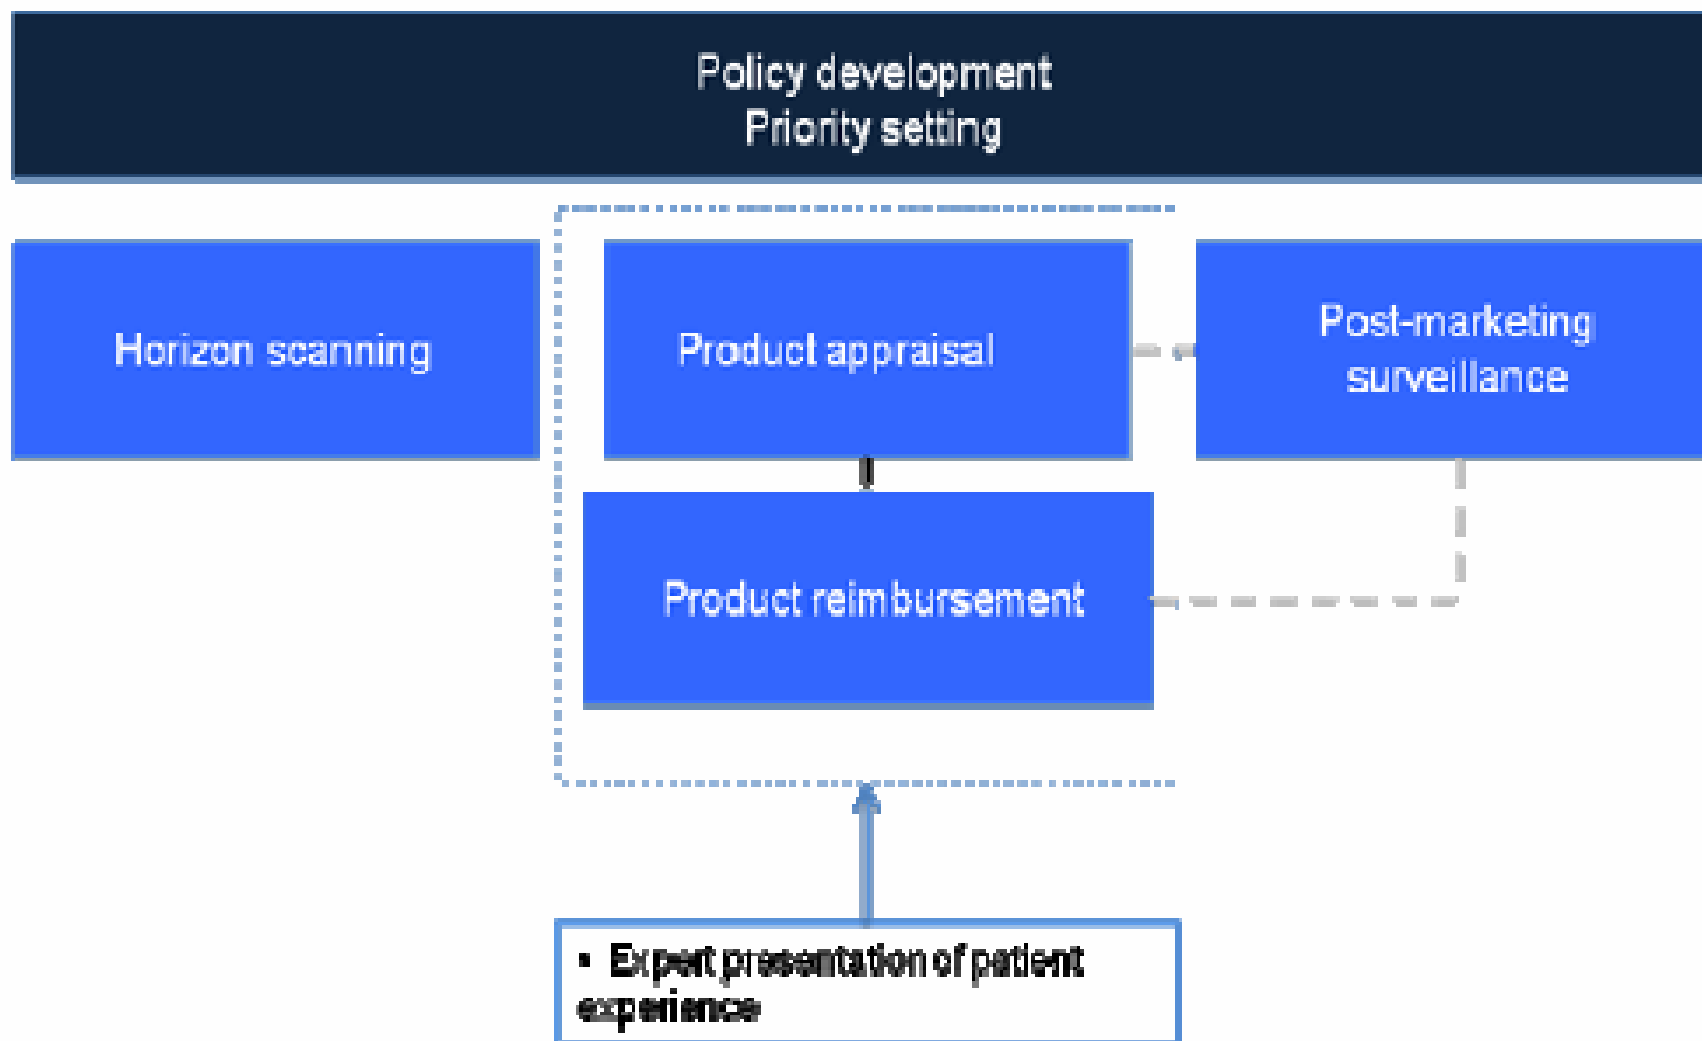 Policy development
Priority setting
Horizon scanning
Product appraisal
Post-marketing
surveillance
Product reimbursement
▪ Expert presentation of patient
experience